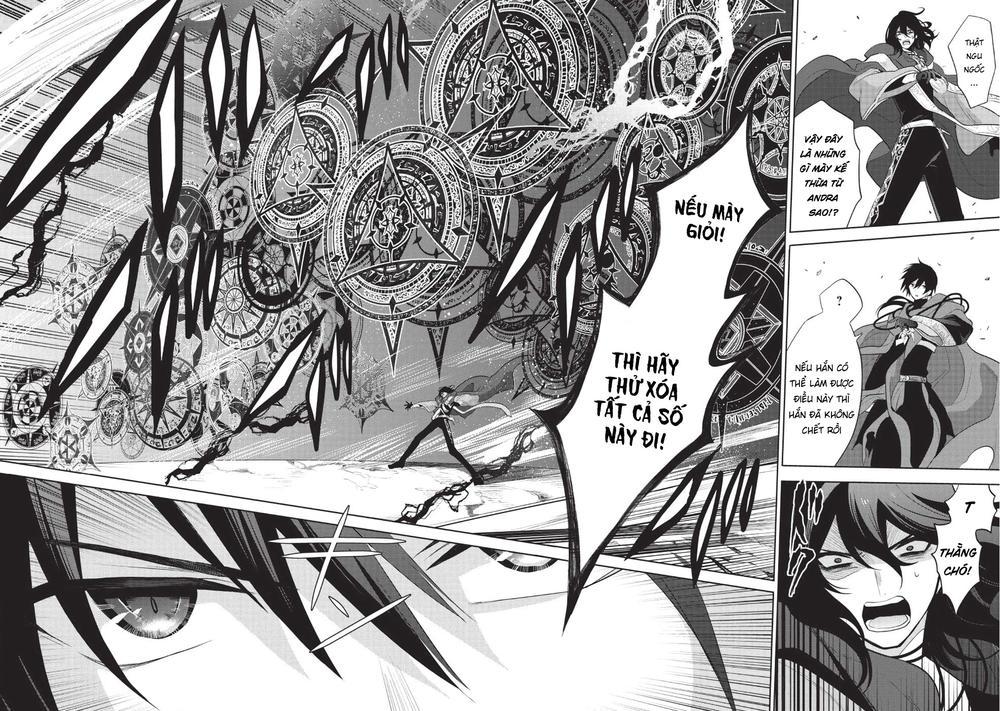 THẬT
NGU
NGỐC
...
VẬY ĐÂY
LÀ NHỮNG
GÌ MÀY KẾ
THỪA TỪ
ANDRA
SAO!?
?
NẾU HẮN CÓ
THỂ LÀM ĐƯỢC
ĐIỀU NÀY THÌ
HẮN ĐÃ KHÔNG
CHẾT RỒI
T
THẰNG
CHÓ!
NẾU MÀY
GIỎI!
THÌ HÃY
THỬ XÓA
TẤT CẢ SỐ
NÀY ĐI!